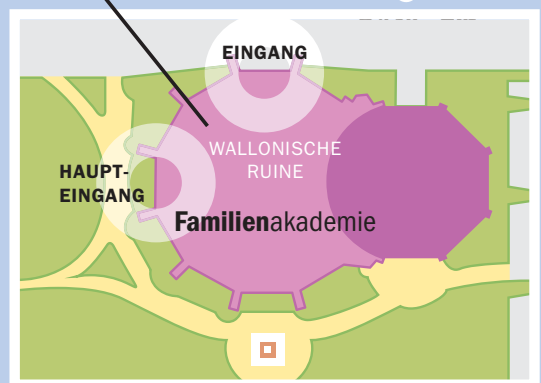 EINGANG
WALLONISCHE
RUINE
HAUPT-
EINGANG
Familienakademie